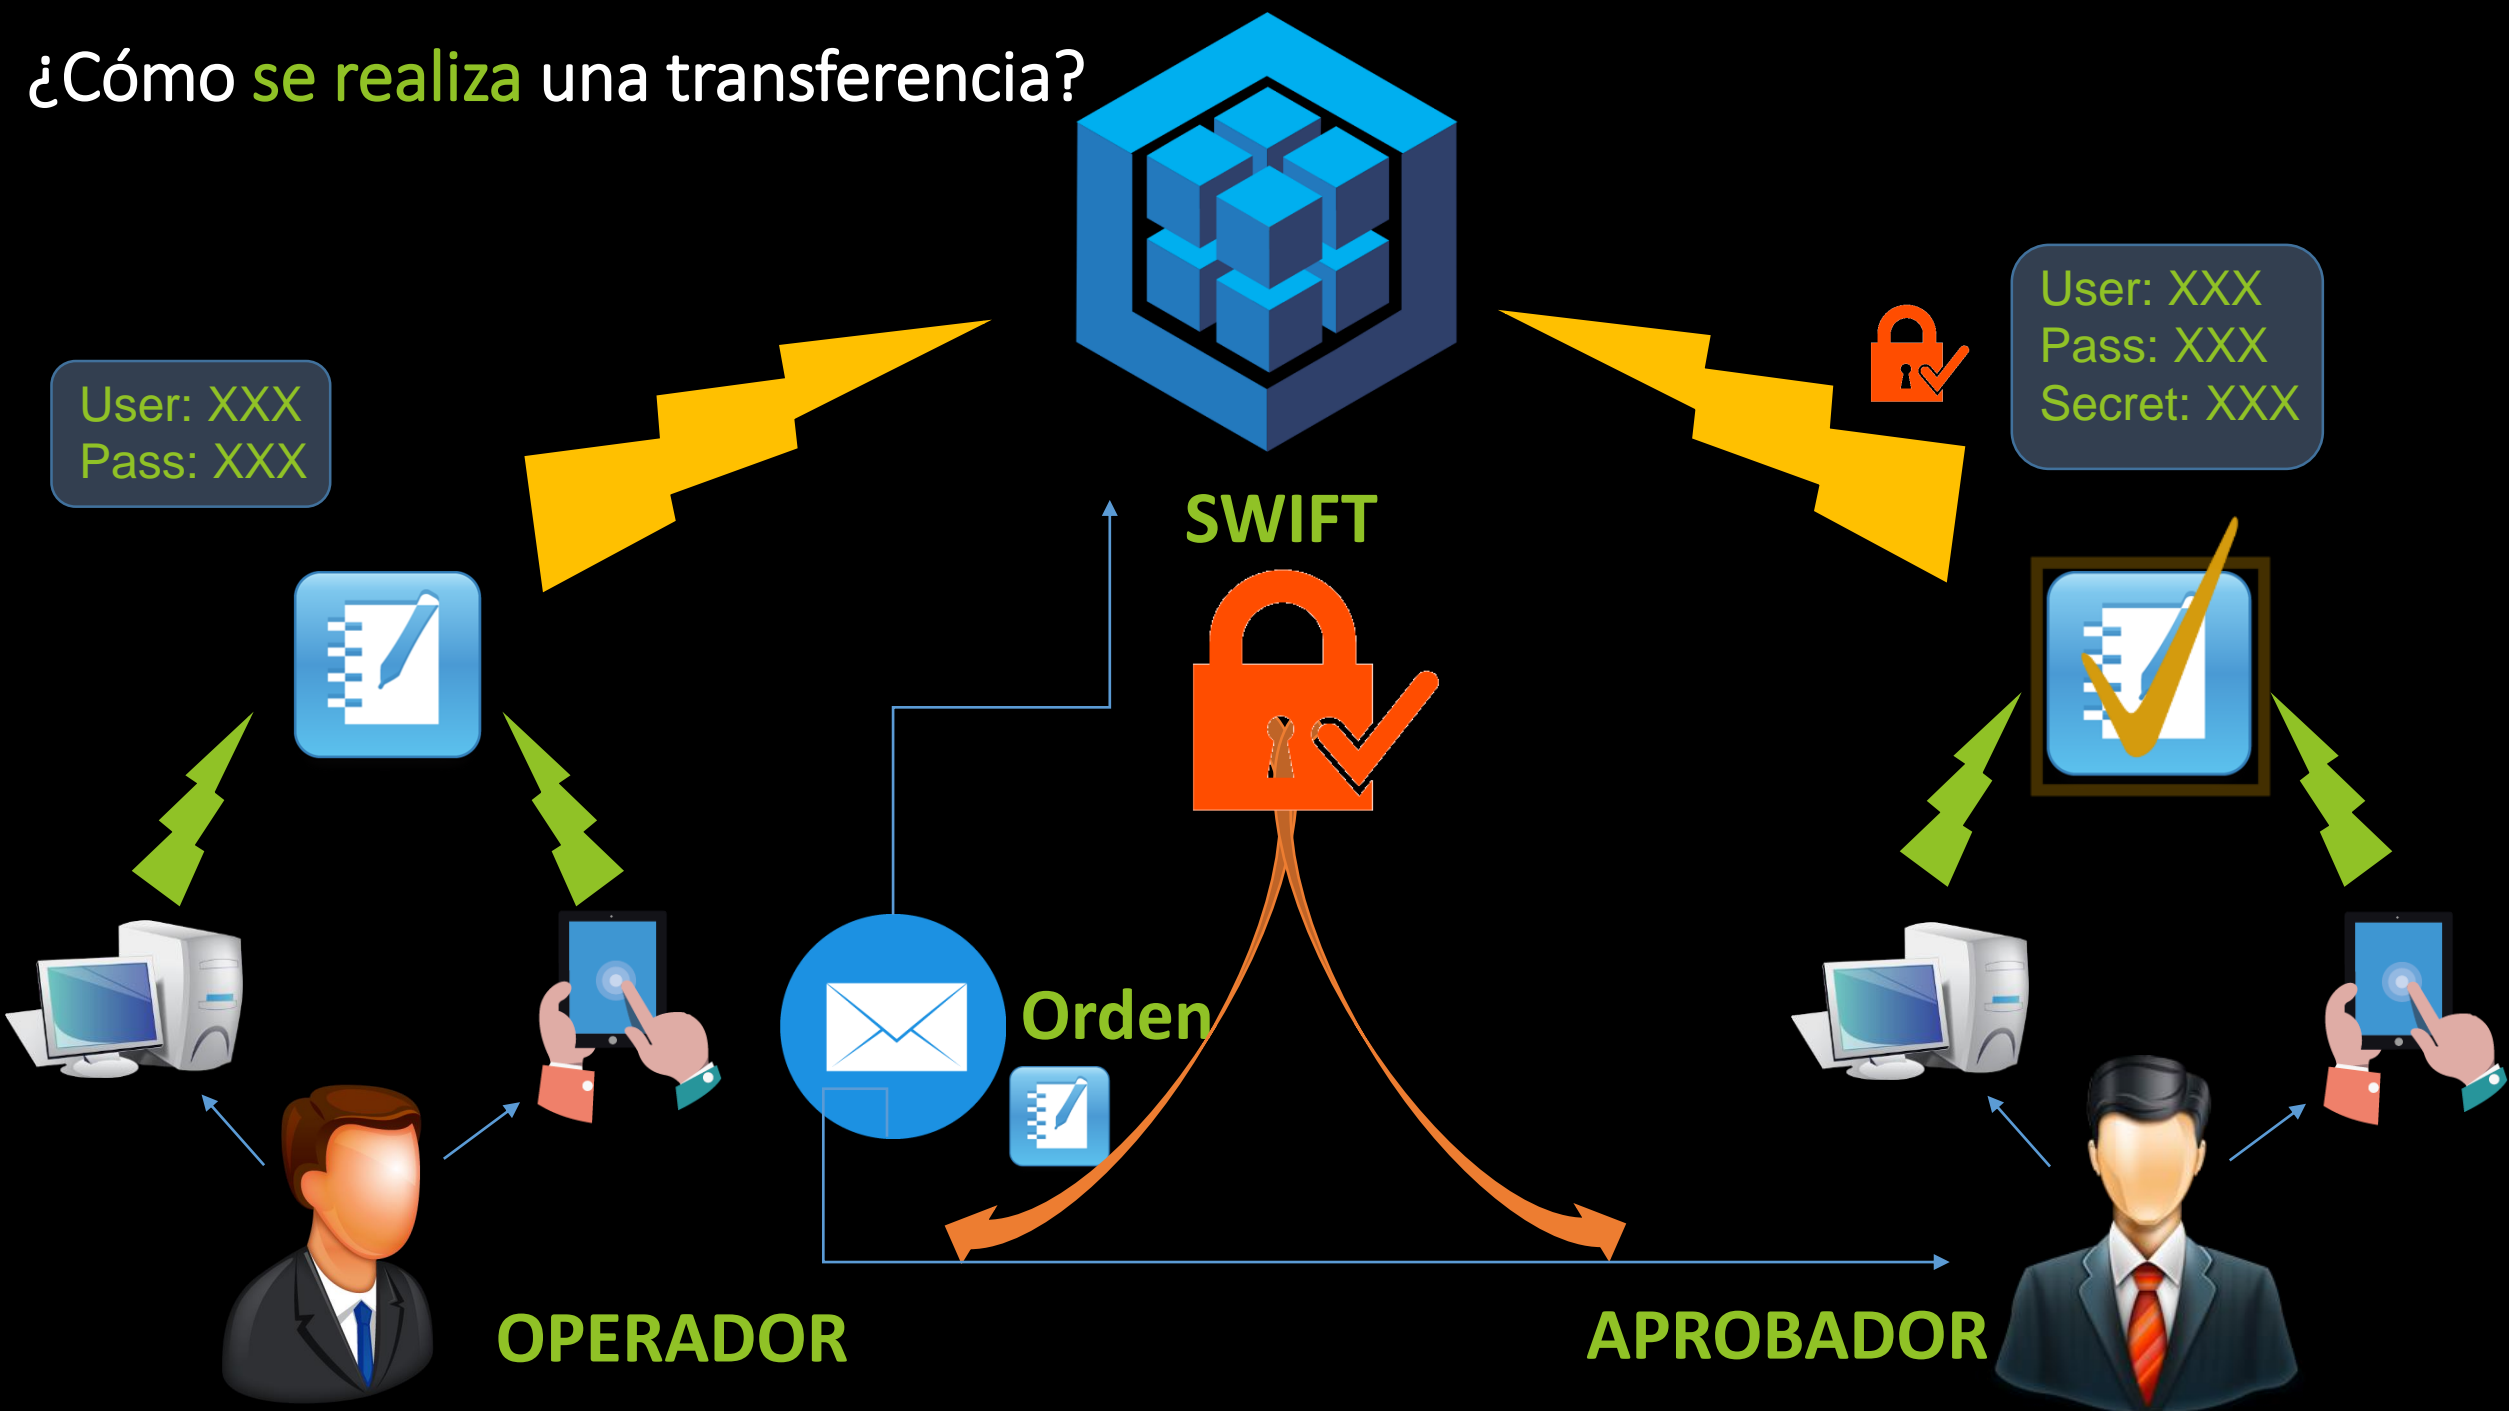 ¿Cómo se realiza una transferencia?
User: XXX
Pass: XXX
User: XXX
Pass: XXX
Secret: XXX
SWIFT
Orden
OPERADOR
APROBADOR